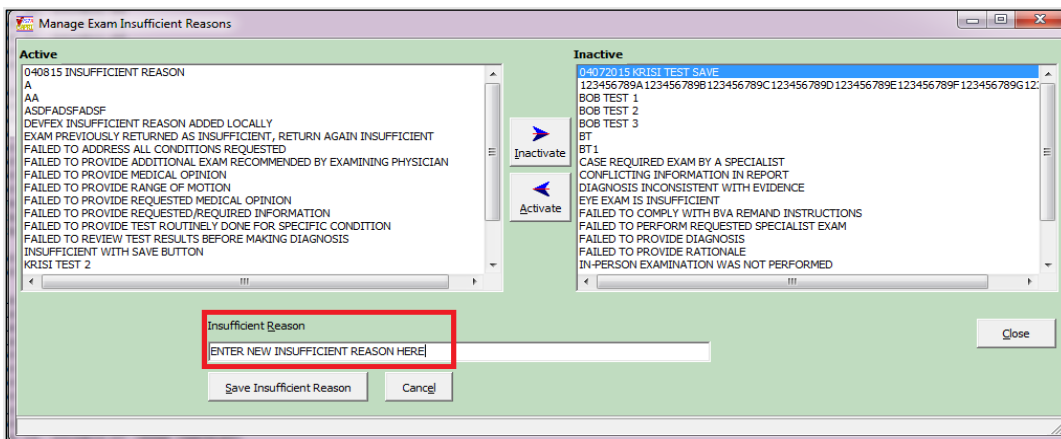 Manage Exam Insufficient Reasons
Active
040815 INSUFFICIENT REASON
A
AA
ASDFADSFADSF
DEVFEX INSUFFICIENT REASON ADDED LOCALLY
EXAM PREVIOUSLY RETURNED AS INSUFFICIENT, RETURN AGAIN INSUFFICIENT
FAILED TO ADDRESS ALL CONDITIONS REQUESTED
FAILED TO PROVIDE ADDITIONAL EXAM RECOMMENDED BY EXAMINING PHYSICIAN
FAILED TO PROVIDE MEDICAL OPINION
FAILED TO PROVIDE RANGE OF MOTION
FAILED TO PROVIDE REQUESTED MEDICAL OPINION
FAILED TO PROVIDE REQUESTED/REQUIRED INFORMATION
FAILED TO PROVIDE TEST ROUTINELY DONE FOR SPECIFIC CONDITION
FAILED TO REVIEW TEST RESULTS BEFORE MAKING DIAGNOSIS
INSUFFICIENT WITH SAVE BUTTON
KRISI TEST 2
Inactivate
Activate
Inactive
04072015 KRISI TEST SAVE
123456789A123456789B123456789C123456789D123456789E123456789F123456789G12
BOB TEST 1
BOB TEST 2
BOB TEST 3
BT
BT1
CASE REQUIRED EXAM BY A SPECIALIST
CONFLICTING INFORMATION IN REPORT
DIAGNOSIS INCONSISTENT WITH EVIDENCE
EYE EXAM IS INSUFFICIENT
FAILED TO COMPLY WITH BVA REMAND INSTRUCTIONS
FAILED TO PERFORM REQUESTED SPECIALIST EXAM
FAILED TO PROVIDE DIAGNOSIS
FAILED TO PROVIDE RATIONALE
IN-PERSON EXAMINATION WAS NOT PERFORMED
Insufficient Reason
ENTER NEW INSUFFICIENT REASON HERE
Save Insufficient Reason
Cancel
Close